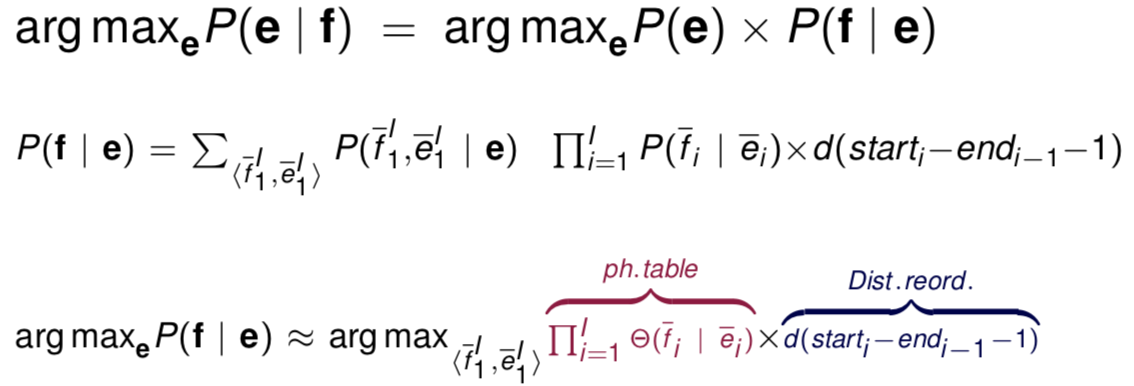 arg max_e P(e | f) = arg max_e P(e) × P(f | e)
P(f | e) = ∑_⟨f̄_1^I, ē_1^I⟩ P(f̄_1^I, ē_1^I | e) ∏_{i=1}^I P(f̄_i | ē_i)×d(start_i−end_{i−1}−1)
ph.table Dist.reord.
arg max_e P(f | e) ≈ arg max_⟨f̄_1^I, ē_1^I⟩ ∏_{i=1}^I Θ(f̄_i | ē_i)×d(start_i−end_{i−1}−1)